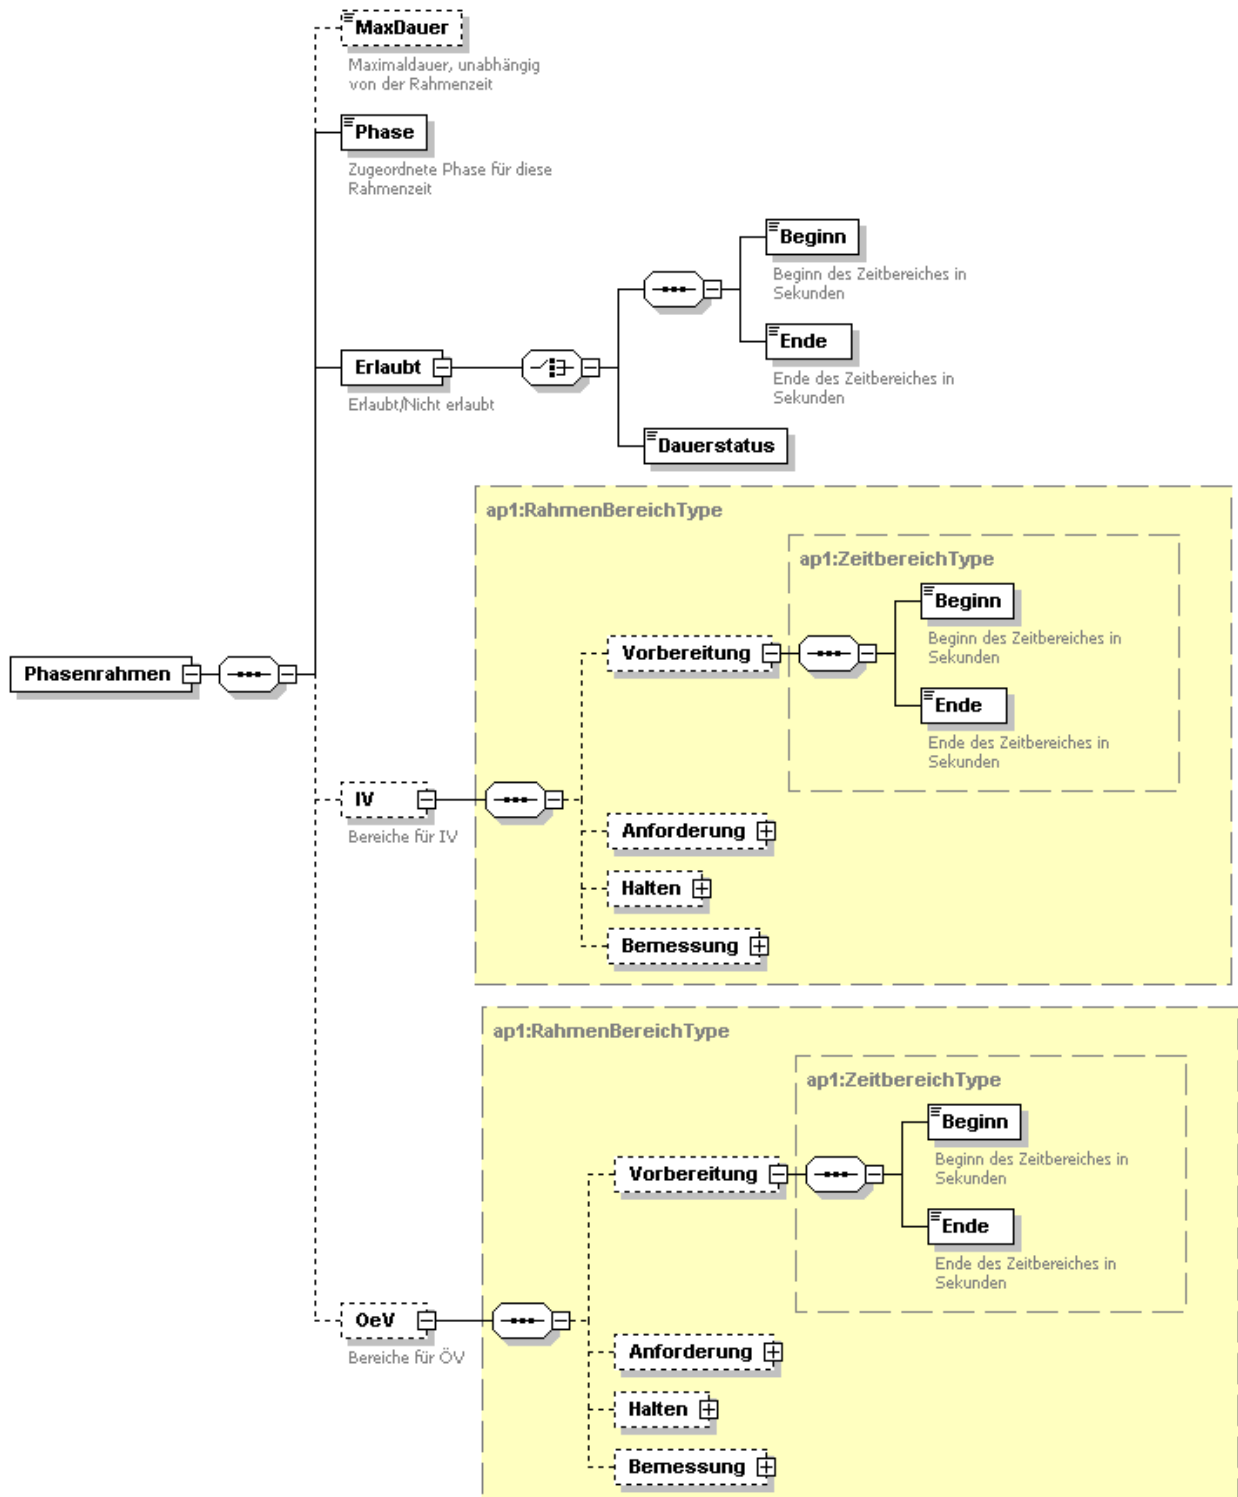 MaxDauer
Maximaldauer, unabhängig
von der Rahmenzeit
Phase
Zugeordnete Phase für diese
Rahmenzeit
Beginn
Beginn des Zeitbereiches in
Sekunden
Ende
Ende des Zeitbereiches in
Sekunden
Erlaubt
Erlaubt/Nicht erlaubt
Dauerstatus
ap1:RahmenBereichType
ap1:ZeitbereichType
Beginn
Beginn des Zeitbereiches in
Sekunden
Vorbereitung
Ende
Ende des Zeitbereiches in
Sekunden
Phasenrahmen
IV
Bereiche für IV
Anforderung
Halten
Bemessung
ap1:RahmenBereichType
ap1:ZeitbereichType
Beginn
Beginn des Zeitbereiches in
Sekunden
Vorbereitung
Ende
Ende des Zeitbereiches in
Sekunden
OeV
Bereiche für ÖV
Anforderung
Halten
Bemessung